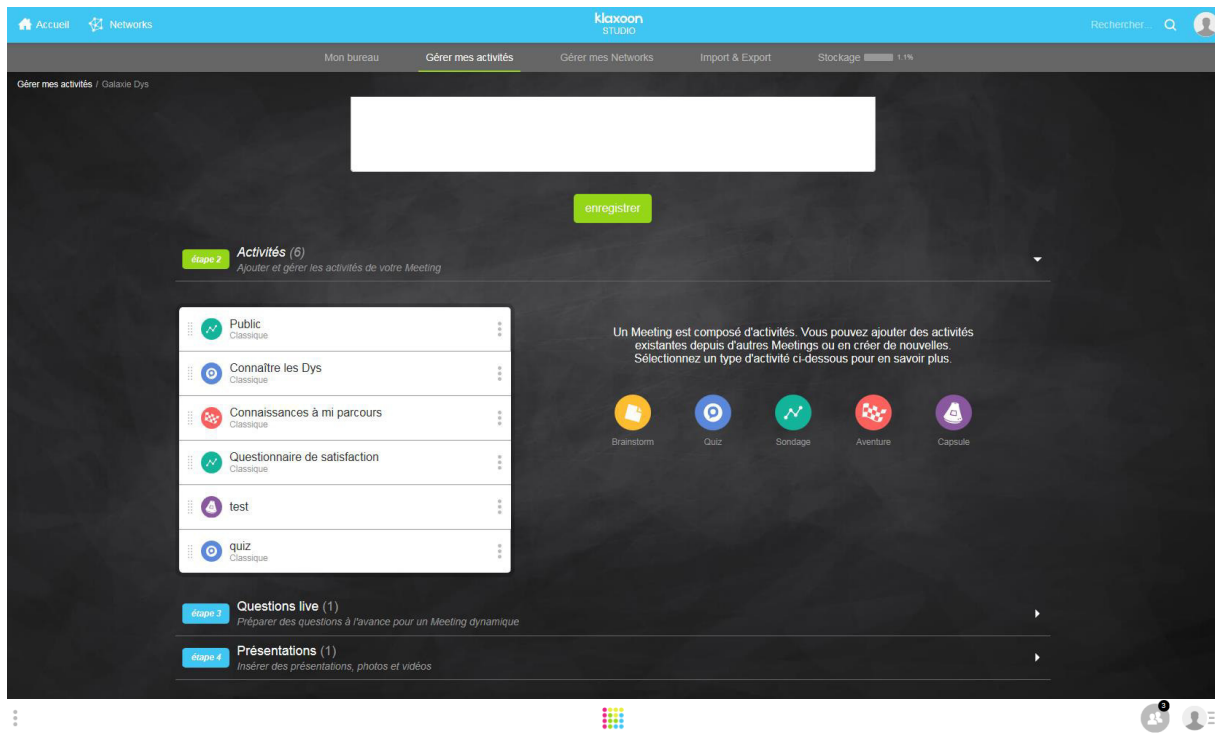 Accueil Networks klaxoon Rechercher...
STUDIO
Mon bureau Gérer mes activités Gérer mes Networks Import & Export Stockage 1.1%
Gérer mes activités / Galaxie Dys
enregistrer
étape 2 Activités (6)
Ajouter et gérer les activités de votre Meeting
Public
Classique
Connaître les Dys
Classique
Connaissances à mi parcours
Classique
Questionnaire de satisfaction
Classique
test
quiz
Classique
Un Meeting est composé d'activités. Vous pouvez ajouter des activités
existantes depuis d'autres Meetings ou en créer de nouvelles.
Sélectionnez un type d'activité ci-dessous pour en savoir plus.
Brainstorm Quiz Sondage Aventure Capsule
étape 3 Questions live (1)
Préparer des questions à l'avance pour un Meeting dynamique
étape 4 Présentations (1)
Insérer des présentations, photos et vidéos
3